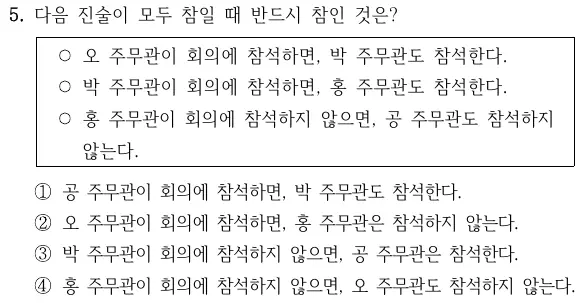 5. 다음 진술이 모두 참일 때 반드시 참인 것은?
○ 오 주무관이 회의에 참석하면, 박 주무관도 참석한다.
○ 박 주무관이 회의에 참석하면, 홍 주무관도 참석한다.
○ 홍 주무관이 회의에 참석하지 않으면, 공 주무관도 참석하지
않는다.
① 공 주무관이 회의에 참석하면, 박 주무관도 참석한다.
② 오 주무관이 회의에 참석하면, 홍 주무관은 참석하지 않는다.
③ 박 주무관이 회의에 참석하지 않으면, 공 주무관은 참석한다.
④ 홍 주무관이 회의에 참석하지 않으면, 오 주무관도 참석하지 않는다.